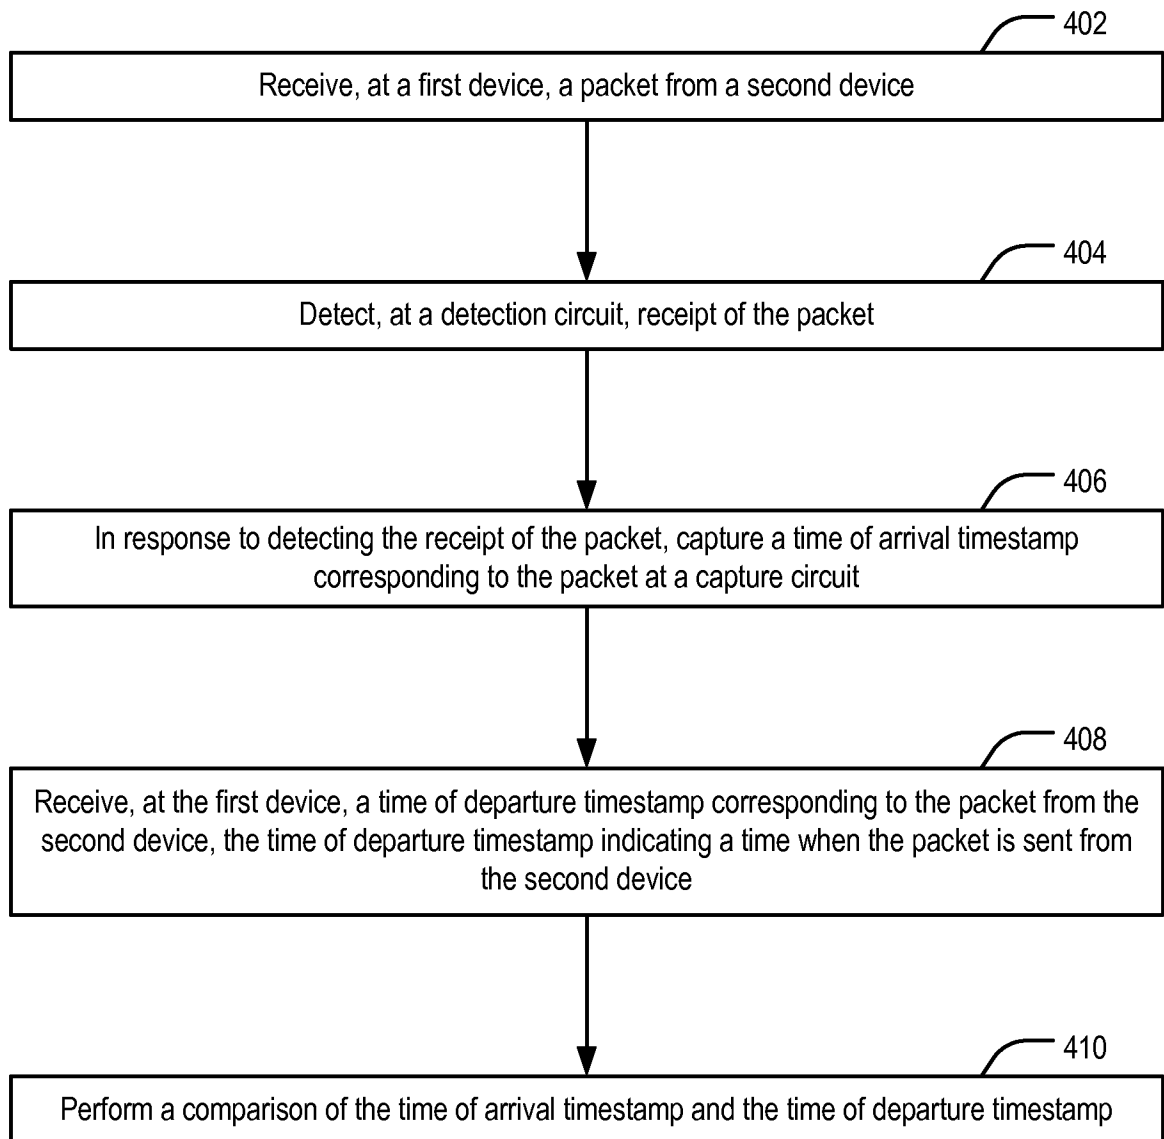 402
Receive, at a first device, a packet from a second device
404
Detect, at a detection circuit, receipt of the packet
406
In response to detecting the receipt of the packet, capture a time of arrival timestamp
corresponding to the packet at a capture circuit
408
Receive, at the first device, a time of departure timestamp corresponding to the packet from the
second device, the time of departure timestamp indicating a time when the packet is sent from
the second device
410
Perform a comparison of the time of arrival timestamp and the time of departure timestamp